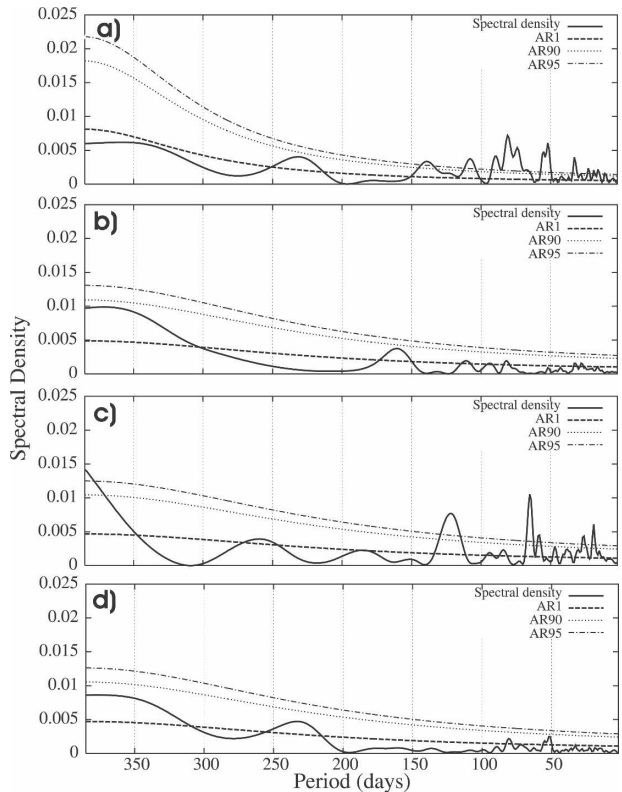 a)
0.025
0.02
0.015
0.01
0.005
0
Spectral density
AR1
AR90
AR95
b)
0.025
0.02
0.015
0.01
0.005
0
Spectral density
AR1
AR90
AR95
Spectral Density
c)
0.025
0.02
0.015
0.01
0.005
0
Spectral density
AR1
AR90
AR95
d)
0.025
0.02
0.015
0.01
0.005
0
Spectral density
AR1
AR90
AR95
350 300 250 200 150 100 50
Period (days)